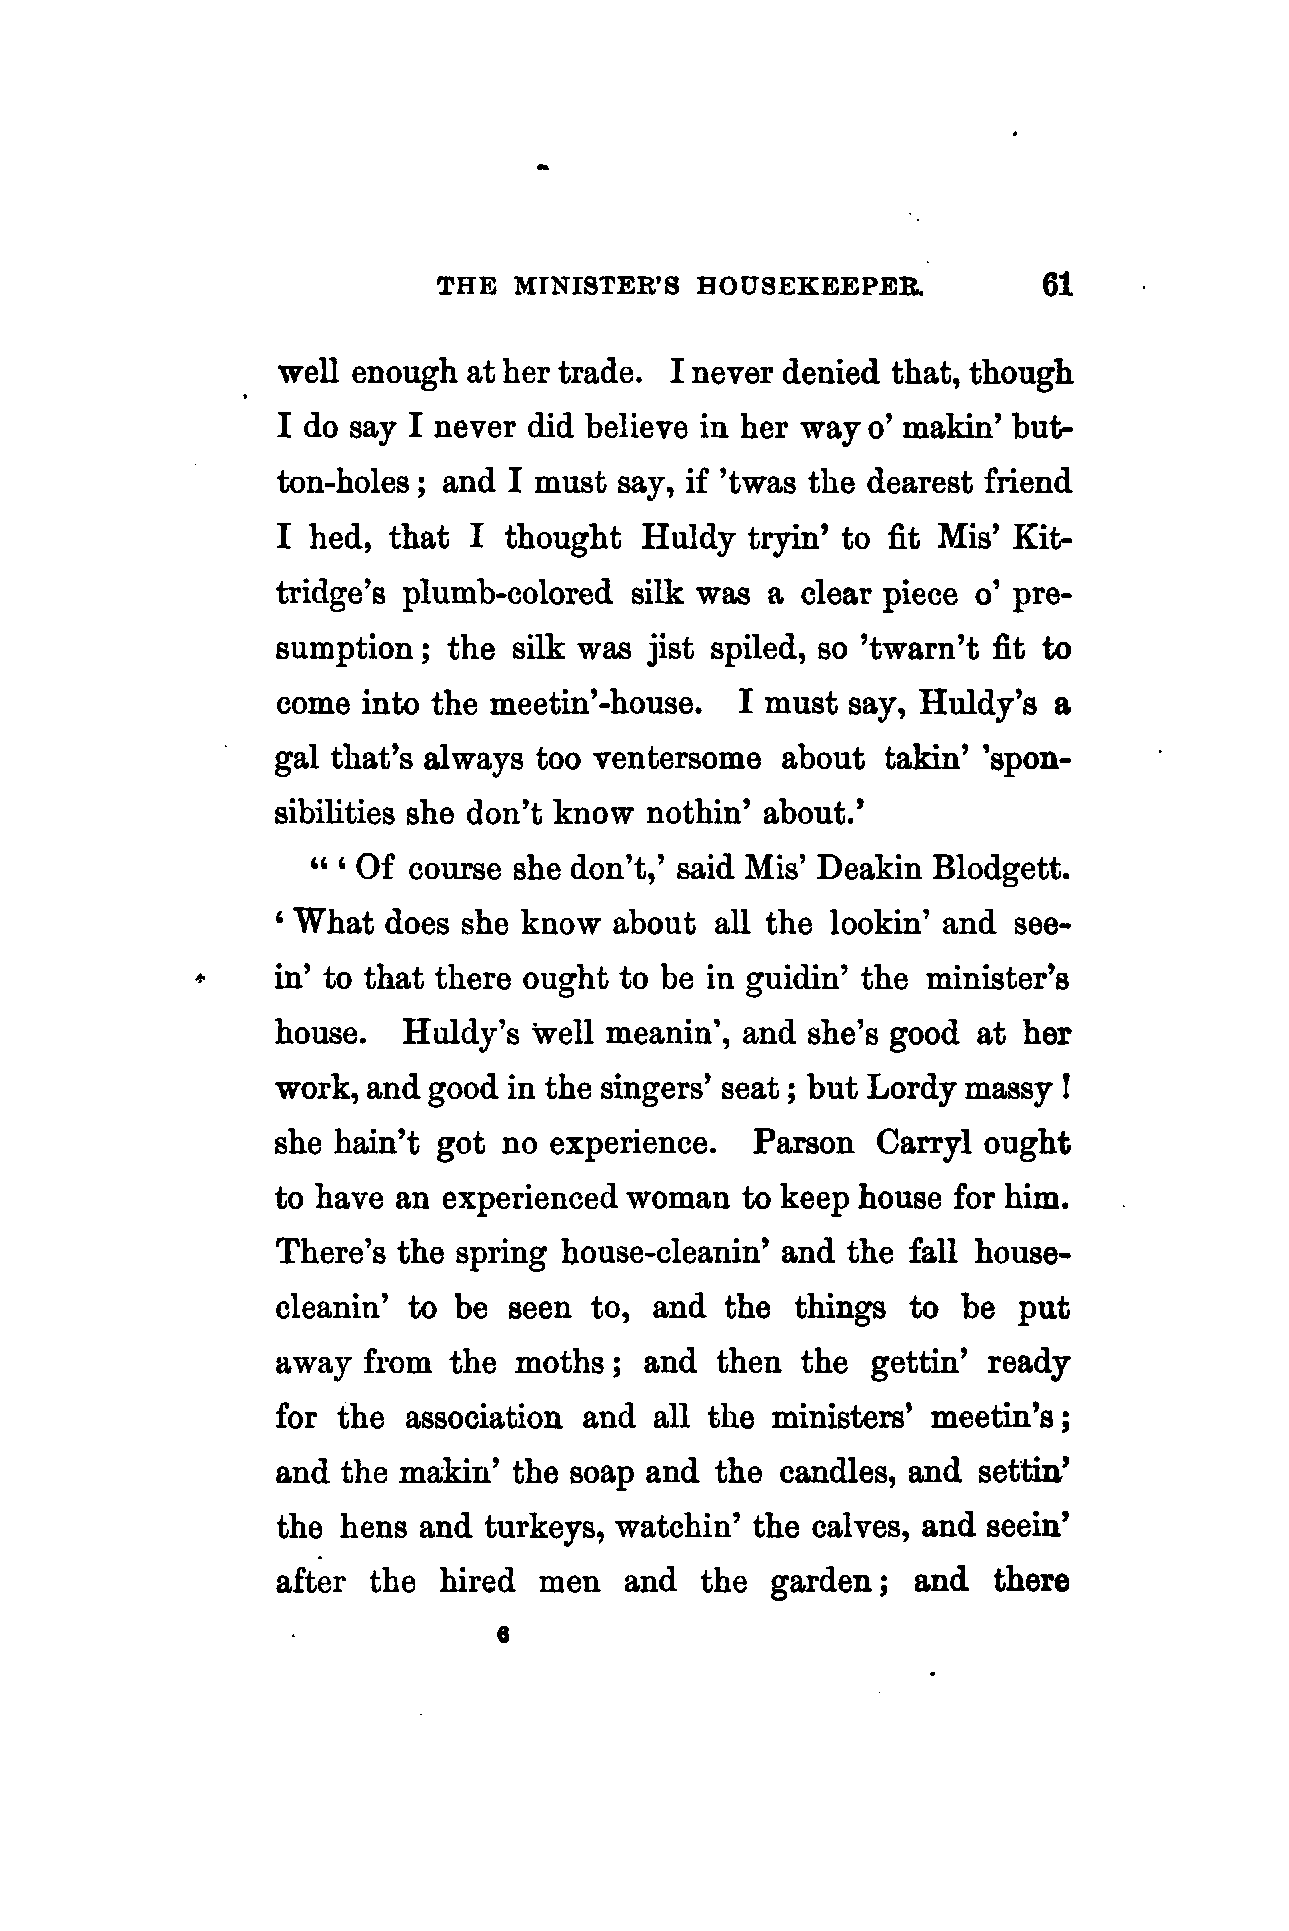 THE MINISTER'S HOUSEKEEPER. 61
well enough at her trade. I never denied that, though
I do say I never did believe in her way o' makin' but-
ton-holes; and I must say, if 'twas the dearest friend
I hed, that I thought Huldy tryin' to fit Mis' Kit-
tridge's plumb-colored silk was a clear piece o' pre-
sumption; the silk was jist spiled, so 'twarn't fit to
come into the meetin'-house. I must say, Huldy's a
gal that's always too ventersome about takin' 'spon-
sibilities she don't know nothin' about.'
"'Of course she don't,' said Mis' Deakin Blodgett.
'What does she know about all the lookin' and see-
in' to that there ought to be in guidin' the minister's
house. Huldy's well meanin', and she's good at her
work, and good in the singers' seat; but Lordy massy!
she hain't got no experience. Parson Carryl ought
to have an experienced woman to keep house for him.
There's the spring house-cleanin' and the fall house-
cleanin' to be seen to, and the things to be put
away from the moths; and then the gettin' ready
for the association and all the ministers' meetin's;
and the makin' the soap and the candles, and settin'
the hens and turkeys, watchin' the calves, and seein'
after the hired men and the garden; and there
6